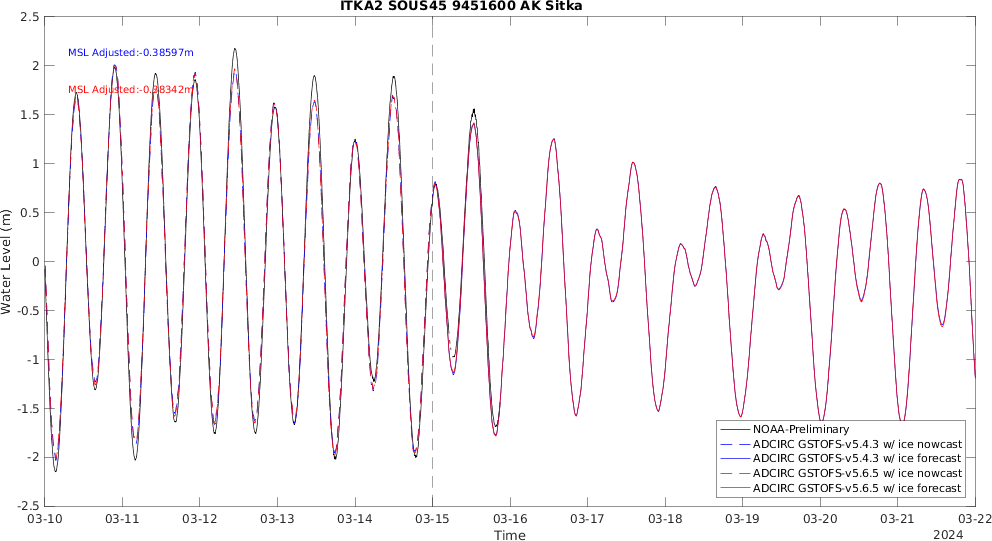 ITKA2 SOUS45 9451600 AK Sitka
2.5
2
1.5
1
0.5
0
-0.5
-1
-1.5
-2
-2.5
Water Level (m)
MSL Adjusted:-0.38597m
MSL Adjusted:-0.38342m
NOAA-Preliminary
ADCIRC GSTOFS-v5.4.3 w/ ice nowcast
ADCIRC GSTOFS-v5.4.3 w/ ice forecast
ADCIRC GSTOFS-v5.6.5 w/ ice nowcast
ADCIRC GSTOFS-v5.6.5 w/ ice forecast
03-10 03-11 03-12 03-13 03-14 03-15 03-16 03-17 03-18 03-19 03-20 03-21 03-22
Time
2024